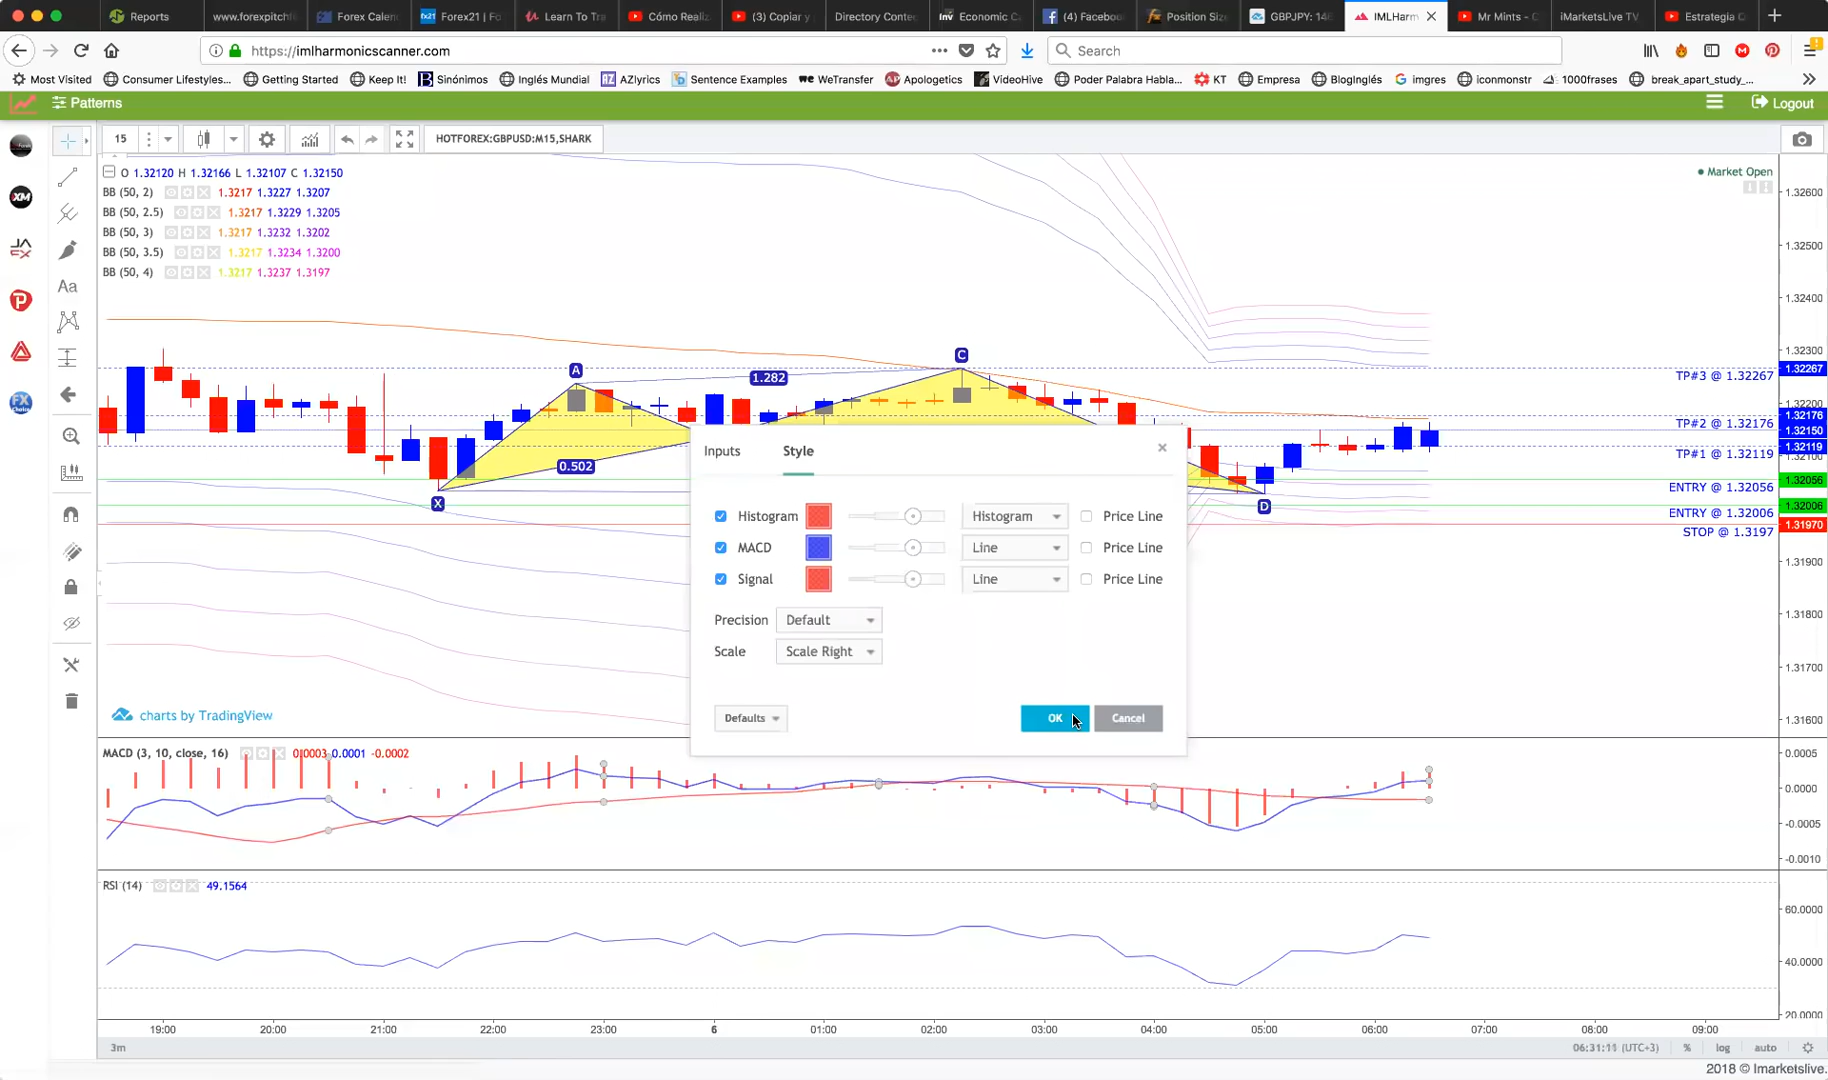 Reports
www.forexpitchf
Forex Calen
Forex21 | Fo
Learn To Tra
Cómo Realiz
(3) Copiar y
Directory Conte
Economic C
(4) Faceboo
Position Siz
GBPJPY: 146
IMLHarm
Mr Mints - C
iMarketsLive TV
Estrategia C
https://imlharmonicscanner.com
Search
Most Visited
Consumer Lifestyles...
Getting Started
Keep It!
Sinónimos
Inglés Mundial
AZlyrics
Sentence Examples
WeTransfer
Apologetics
VideoHive
Poder Palabra Habla...
KT
Empresa
BlogInglés
imgres
iconmonstr
1000frases
break_apart_study_...
Patterns
Logout
15
HOTFOREX:GBPUSD:M15,SHARK
O 1.32120 H 1.32166 L 1.32107 C 1.32150
Market Open
BB (50, 2) 1.3217 1.3227 1.3207
BB (50, 2.5) 1.3217 1.3229 1.3205
BB (50, 3) 1.3217 1.3232 1.3202
BB (50, 3.5) 1.3217 1.3234 1.3200
BB (50, 4) 1.3217 1.3237 1.3197
1.32600
1.32500
1.32400
1.32300
1.32267
TP#3 @ 1.32267
1.32200
1.32176
TP#2 @ 1.32176
1.32150
1.32119
TP#1 @ 1.32119
1.32100
1.32056
ENTRY @ 1.32056
1.32006
ENTRY @ 1.32006
1.31970
STOP @ 1.3197
1.31900
1.31800
1.31700
1.31600
A
C
1.282
0.502
X
D
Inputs
Style
Histogram Histogram Price Line
MACD Line Price Line
Signal Line Price Line
Precision Default
Scale Scale Right
Defaults
OK
Cancel
charts by TradingView
MACD (3, 10, close, 16) 0.0003 0.0001 -0.0002
0.0005
0.0000
-0.0005
-0.0010
RSI (14) 49.1564
60.0000
40.0000
20.0000
19:00 20:00 21:00 22:00 23:00 6 01:00 02:00 03:00 04:00 05:00 06:00 07:00 08:00 09:00
3m
06:31:11 (UTC+3)
%
log
auto
2018 © Imarketslive.